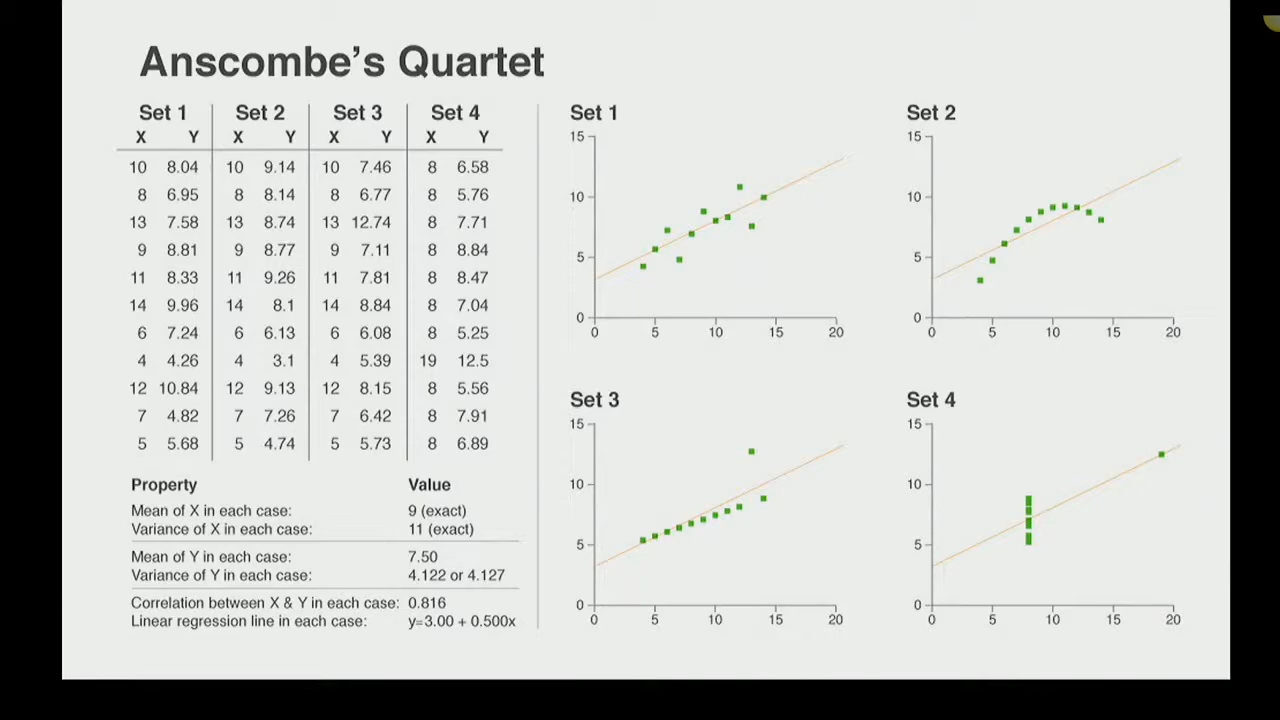 Anscombe's Quartet
Set 1 Set 2 Set 3 Set 4
X Y X Y X Y X Y
10 8.04 10 9.14 10 7.46 8 6.58
8 6.95 8 8.14 8 6.77 8 5.76
13 7.58 13 8.74 13 12.74 8 7.71
9 8.81 9 8.77 9 7.11 8 8.84
11 8.33 11 9.26 11 7.81 8 8.47
14 9.96 14 8.1 14 8.84 8 7.04
6 7.24 6 6.13 6 6.08 8 5.25
4 4.26 4 3.1 4 5.39 19 12.5
12 10.84 12 9.13 12 8.15 8 5.56
7 4.82 7 7.26 7 6.42 8 7.91
5 5.68 5 4.74 5 5.73 8 6.89
Property Value
Mean of X in each case: 9 (exact)
Variance of X in each case: 11 (exact)
Mean of Y in each case: 7.50
Variance of Y in each case: 4.122 or 4.127
Correlation between X & Y in each case: 0.816
Linear regression line in each case: y=3.00 + 0.500x
Set 1
15
10
5
0
0 5 10 15 20
Set 2
15
10
5
0
0 5 10 15 20
Set 3
15
10
5
0
0 5 10 15 20
Set 4
15
10
5
0
0 5 10 15 20